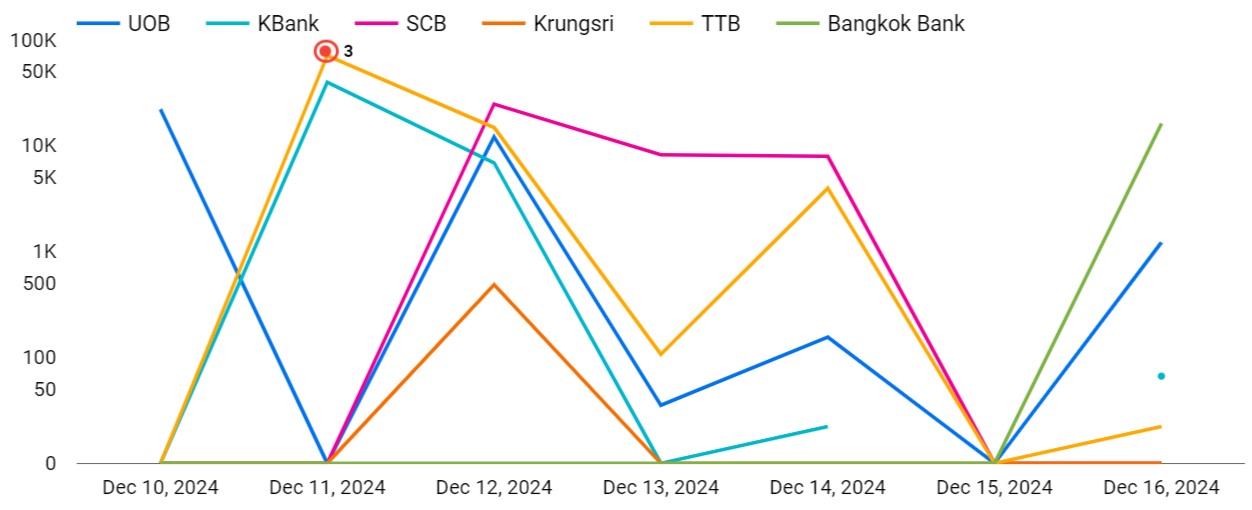 UOB KBank SCB Krungsri TTB Bangkok Bank
100K
3
50K
10K
5K
1K
500
100
50
0
Dec 10, 2024 Dec 11, 2024 Dec 12, 2024 Dec 13, 2024 Dec 14, 2024 Dec 15, 2024 Dec 16, 2024